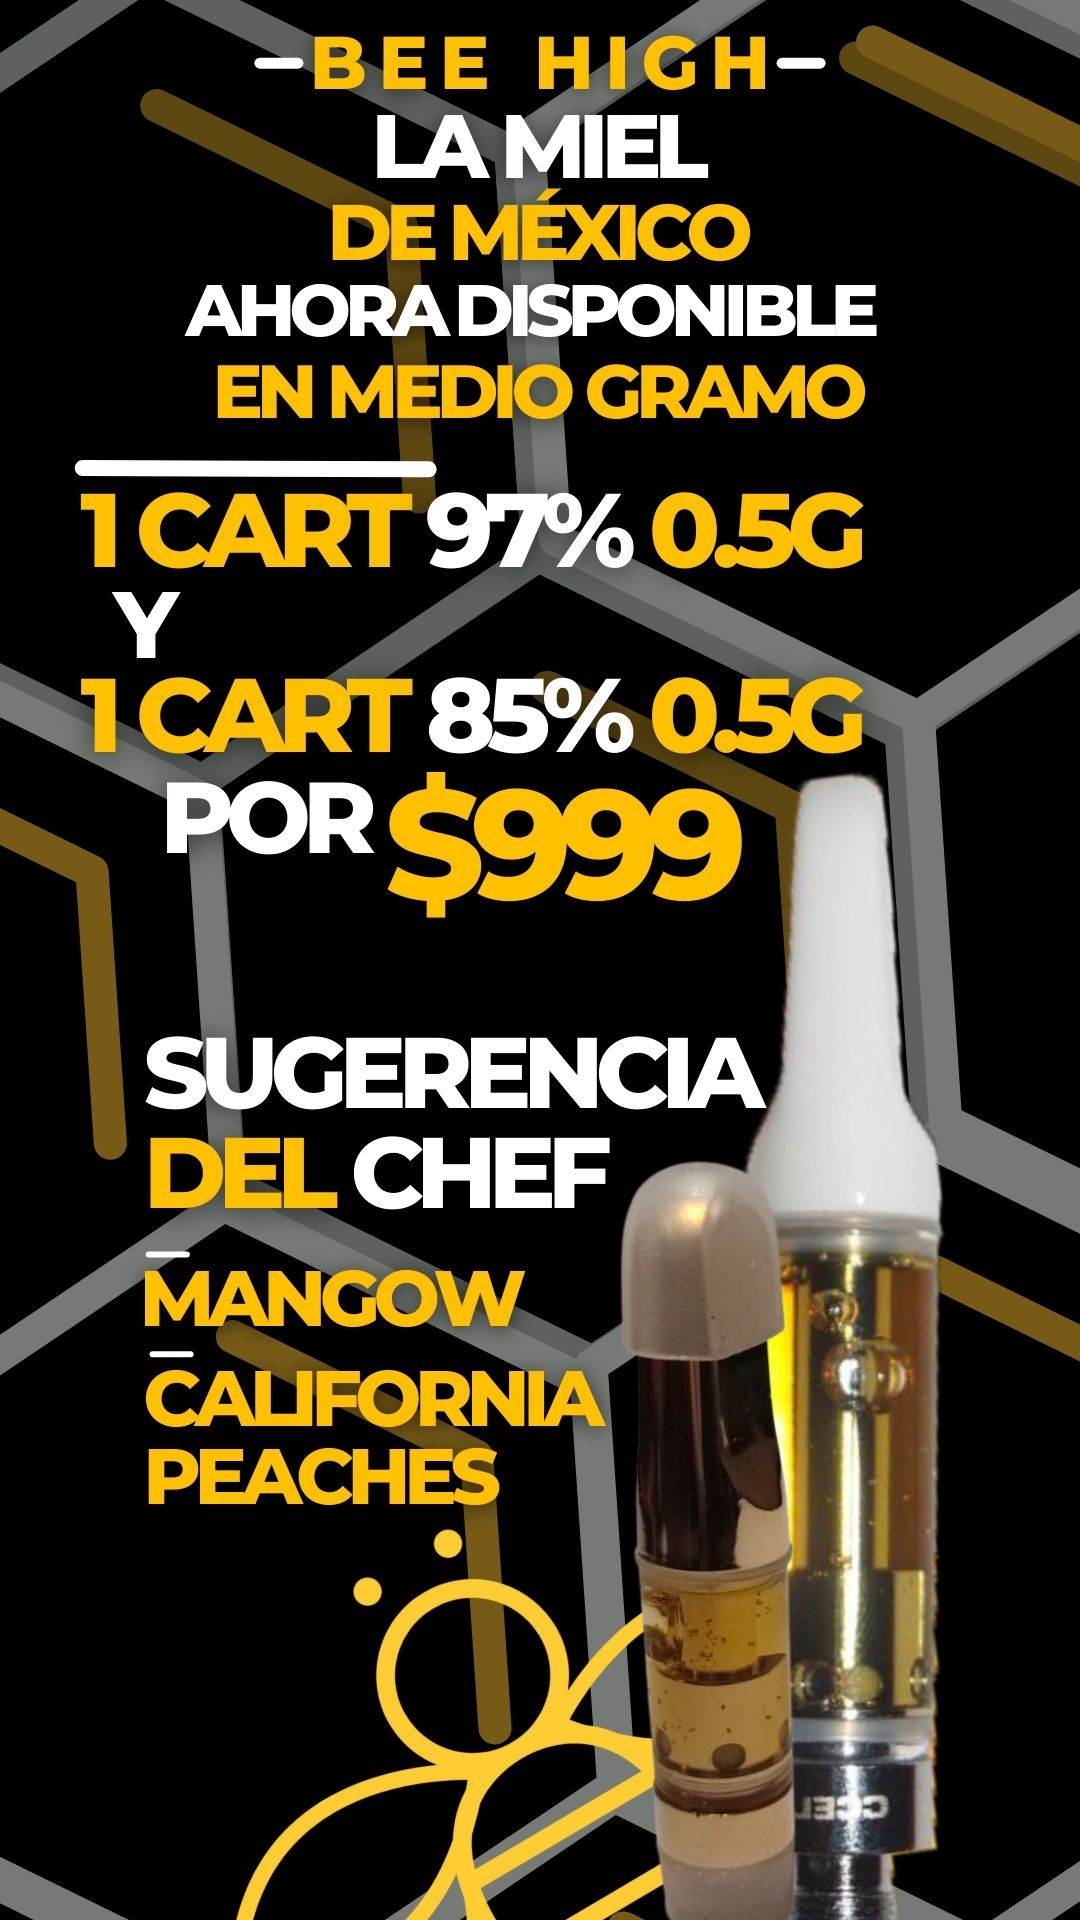 BEE HIGH
LA MIEL
DE MÉXICO
AHORA DISPONIBLE
EN MEDIO GRAMO
1 CART 97% 0.5G
Y
1 CART 85% 0.5G
POR $999
SUGERENCIA
DEL CHEF
MANGOW
CALIFORNIA
PEACHES
CCEL